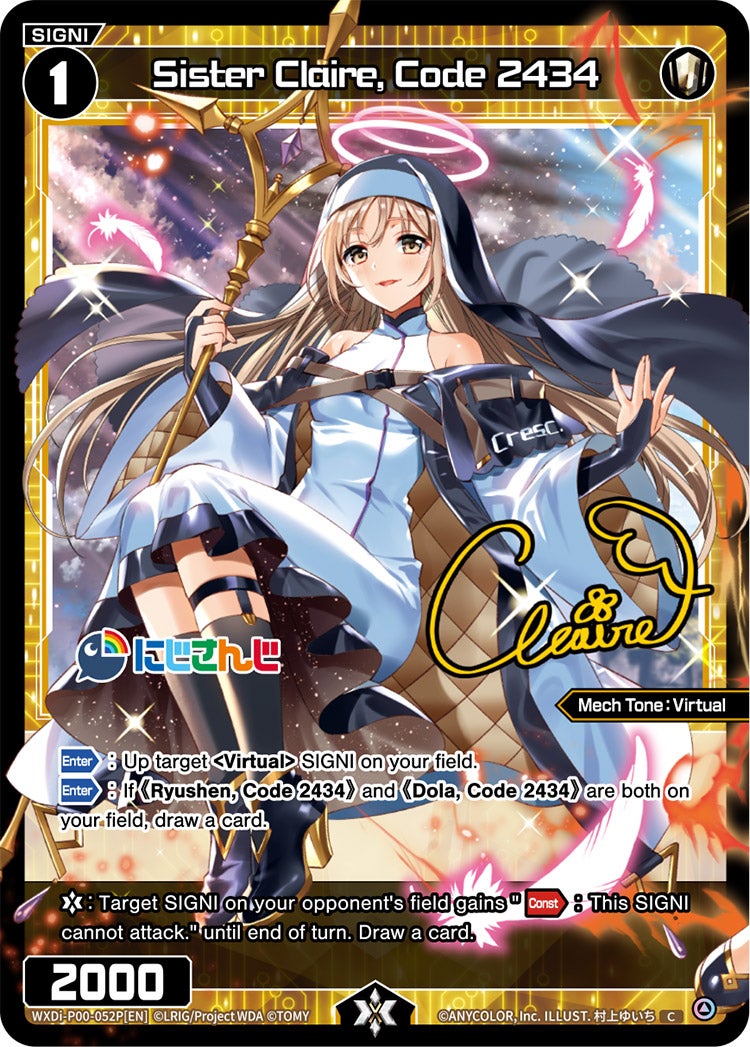 SIGNI
1
Sister Claire, Code 2434
Cresc.
Claire
にじさんじ
Mech Tone：Virtual
Enter：Up target <Virtual> SIGNI on your field.
Enter：If《Ryushen, Code 2434》and《Dola, Code 2434》are both on
your field, draw a card.
：Target SIGNI on your opponent's field gains "Const：This SIGNI
cannot attack." until end of turn. Draw a card.
2000
WXDi-P00-052P[EN] ©LRIG/Project WDA ©TOMY
©ANYCOLOR, Inc. ILLUST. 村上ゆいち C